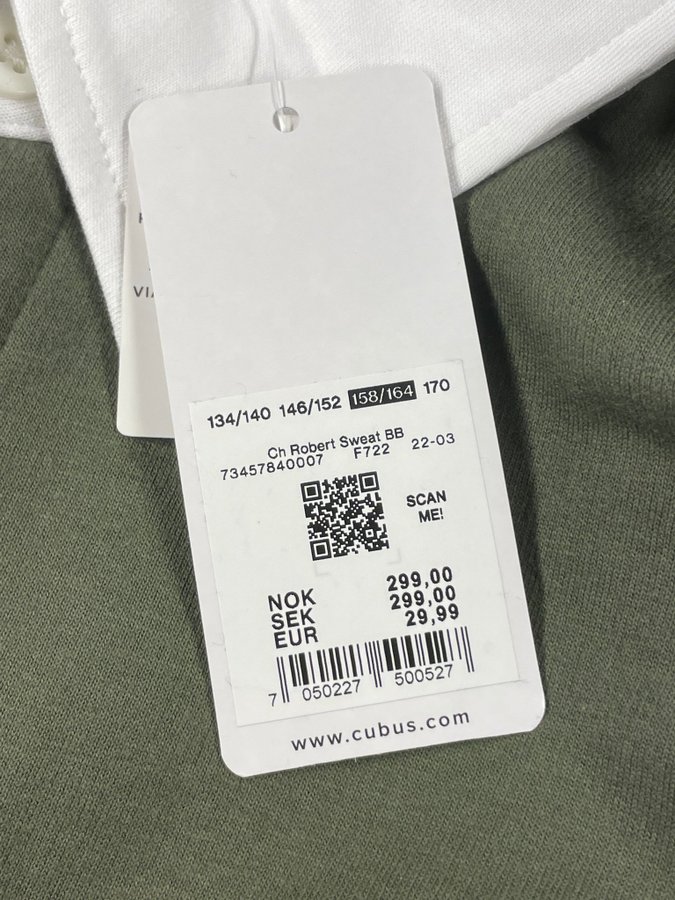 134/140 146/152 158/164 170
Ch Robert Sweat BB
73457840007 F722 22-03
SCAN
ME!
NOK 299,00
SEK 299,00
EUR 29,99
7 050227 500527
www.cubus.com